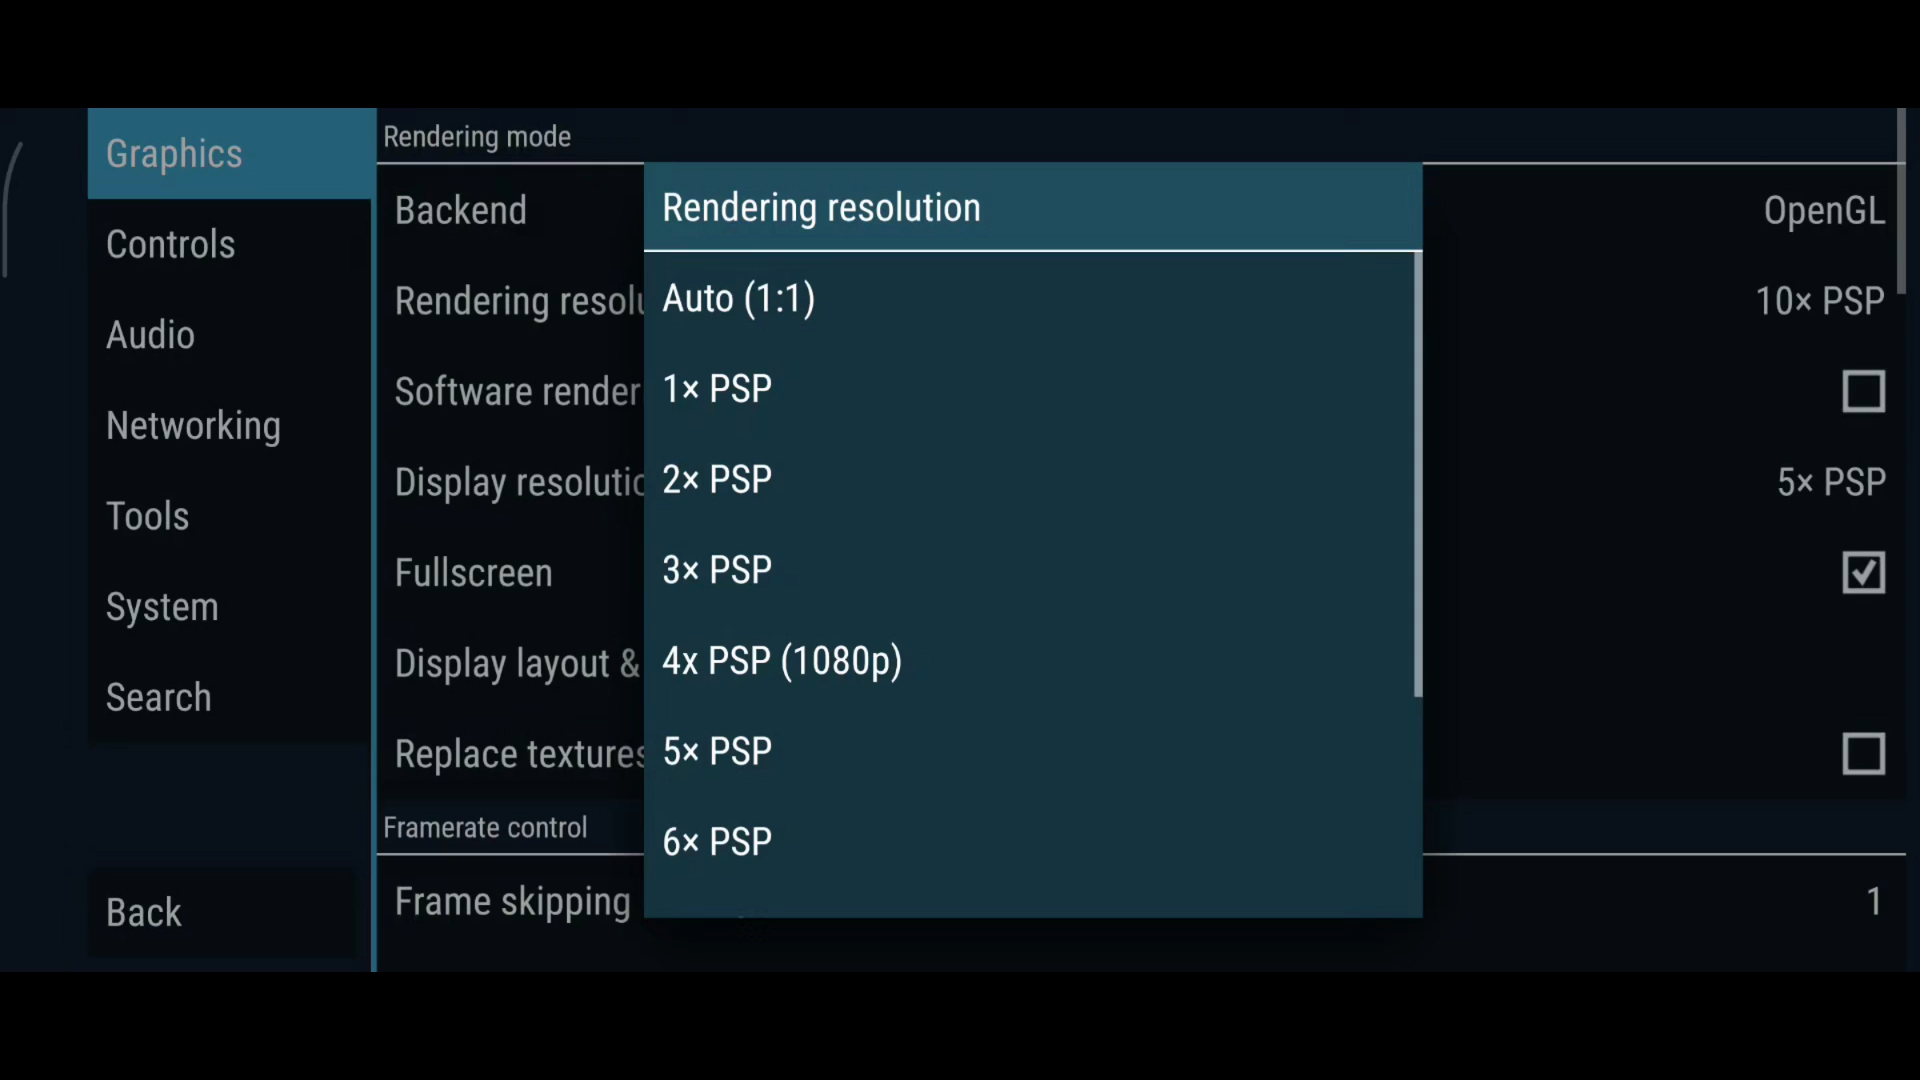 Graphics
Controls
Audio
Networking
Tools
System
Search
Back
Rendering mode
Backend
OpenGL
Rendering resolu
10× PSP
Software render
Display resolutio
5× PSP
Fullscreen
Display layout &
Replace textures
Framerate control
Frame skipping
1
Rendering resolution
Auto (1:1)
1× PSP
2× PSP
3× PSP
4x PSP (1080p)
5× PSP
6× PSP